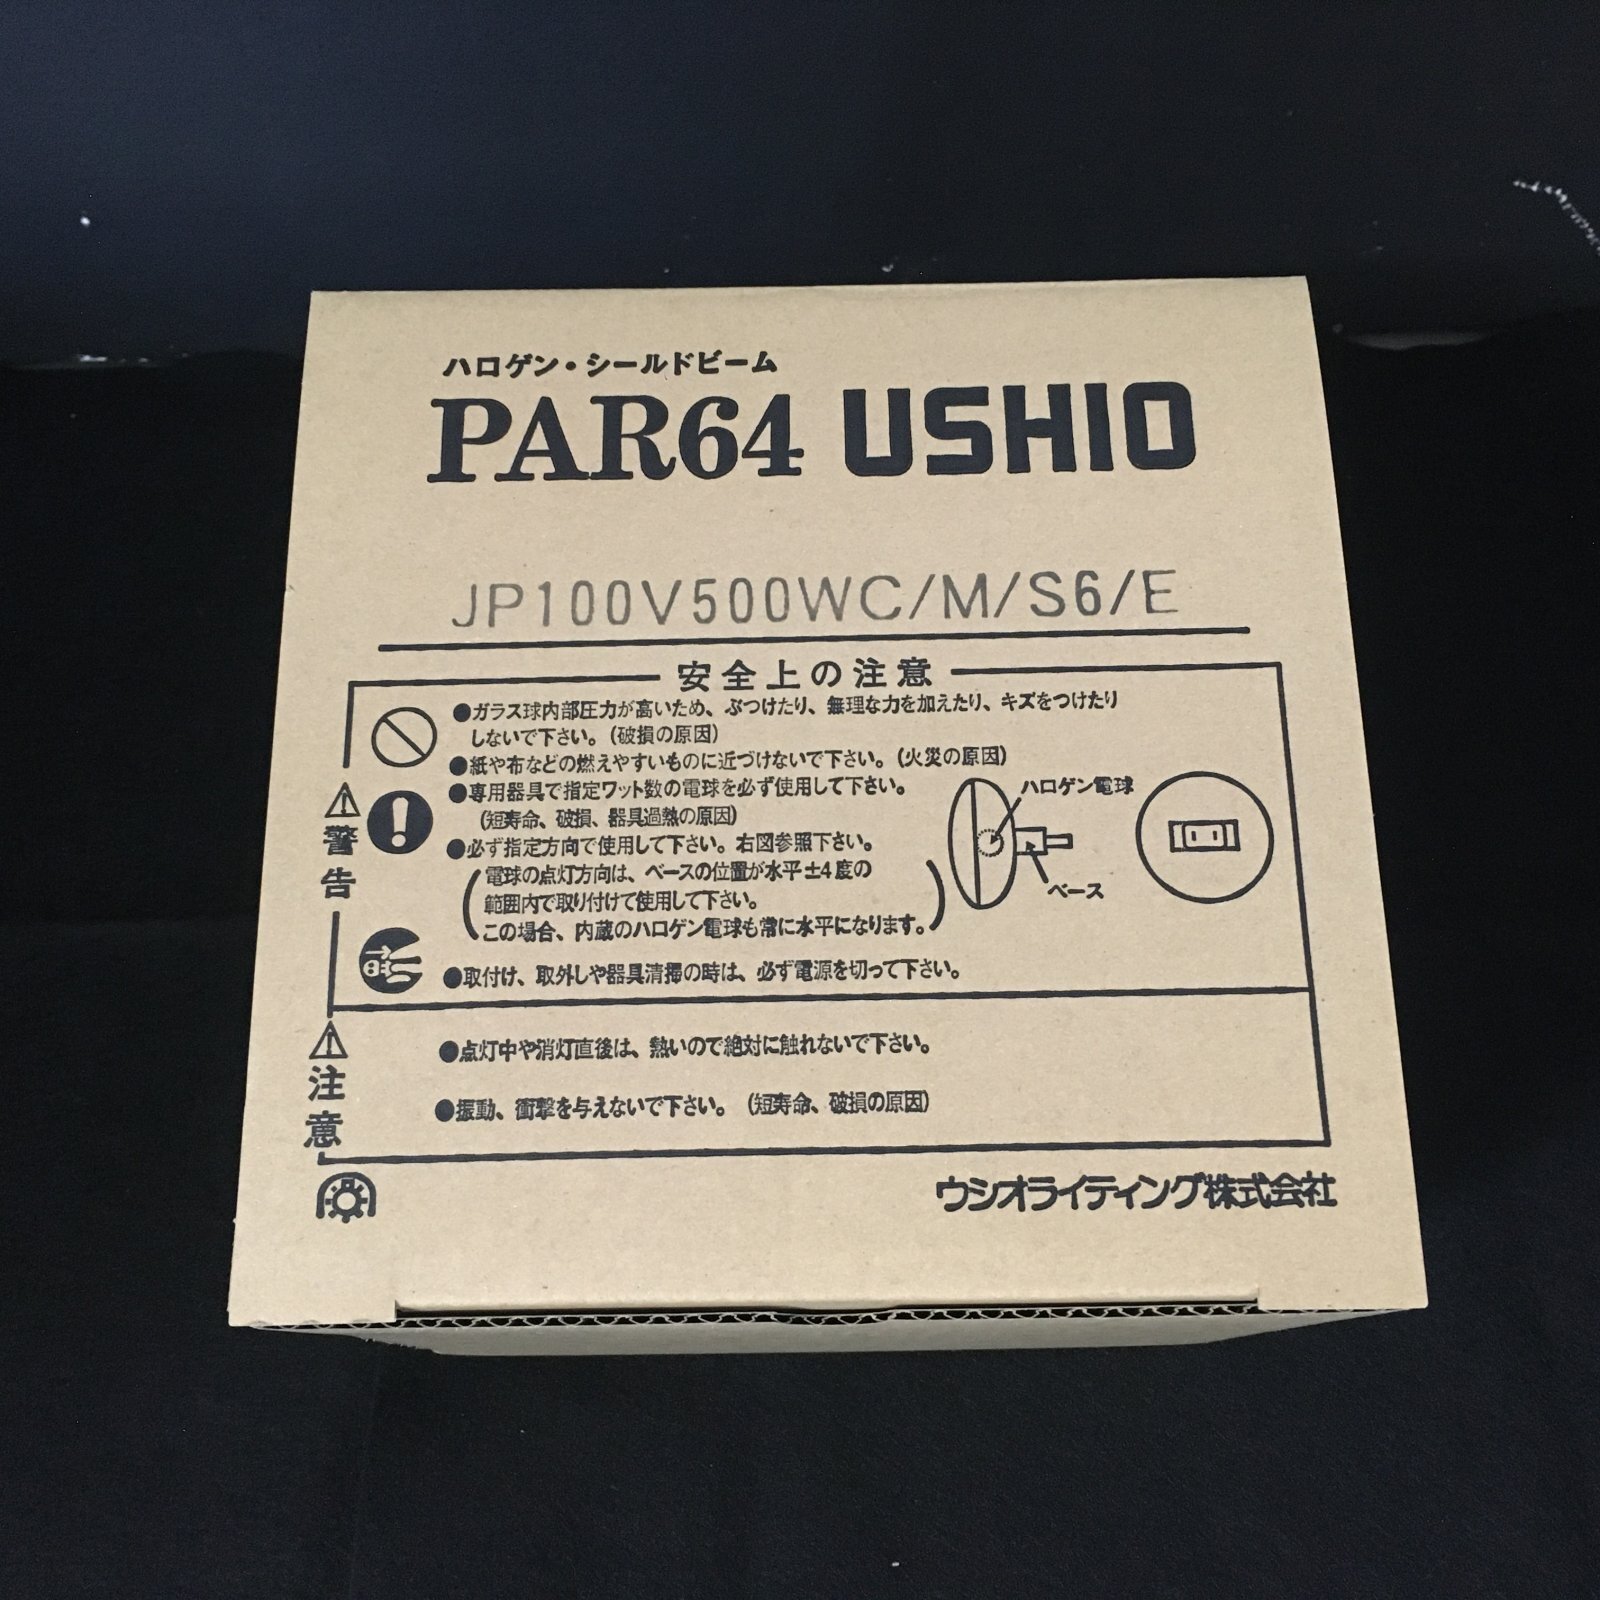 ハロゲン・シールドビーム
PAR64 USHIO
JP100V500WC/M/S6/E
安全上の注意
警告
●ガラス球内部圧力が高いため、ぶつけたり、無理な力を加えたり、キズをつけたり
しないで下さい。(破損の原因)
●紙や布などの燃えやすいものに近づけないで下さい。(火災の原因)
●専用器具で指定ワット数の電球を必ず使用して下さい。
(短寿命、破損、器具過熱の原因)
●必ず指定方向で使用して下さい。右図参照下さい。
(電球の点灯方向は、ベースの位置が水平±4度の
範囲内で取り付けて使用して下さい。
この場合、内蔵のハロゲン電球も常に水平になります。)
●取付け、取外しや器具清掃の時は、必ず電源を切って下さい。
ハロゲン電球
ベース
注意
●点灯中や消灯直後は、熱いので絶対に触れないで下さい。
●振動、衝撃を与えないで下さい。(短寿命、破損の原因)
ウシオライティング株式会社